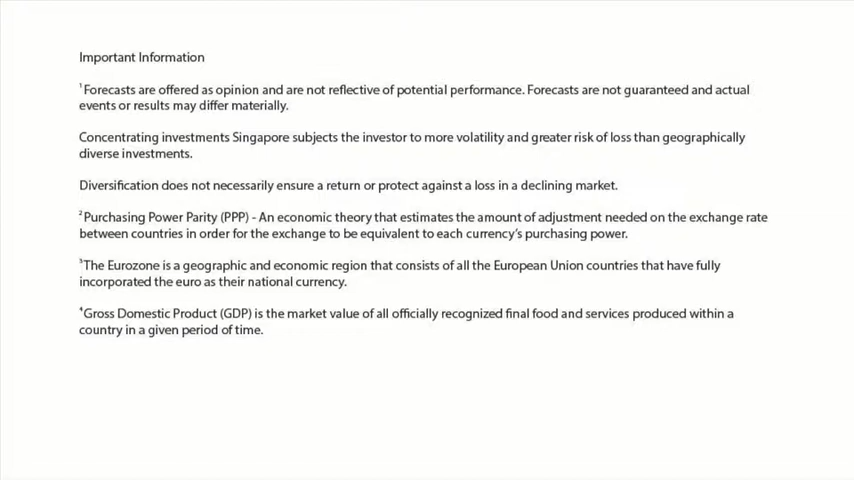 Important Information
¹Forecasts are offered as opinion and are not reflective of potential performance. Forecasts are not guaranteed and actual
events or results may differ materially.
Concentrating investments Singapore subjects the investor to more volatility and greater risk of loss than geographically
diverse investments.
Diversification does not necessarily ensure a return or protect against a loss in a declining market.
²Purchasing Power Parity (PPP) - An economic theory that estimates the amount of adjustment needed on the exchange rate
between countries in order for the exchange to be equivalent to each currency's purchasing power.
³The Eurozone is a geographic and economic region that consists of all the European Union countries that have fully
incorporated the euro as their national currency.
⁴Gross Domestic Product (GDP) is the market value of all officially recognized final food and services produced within a
country in a given period of time.